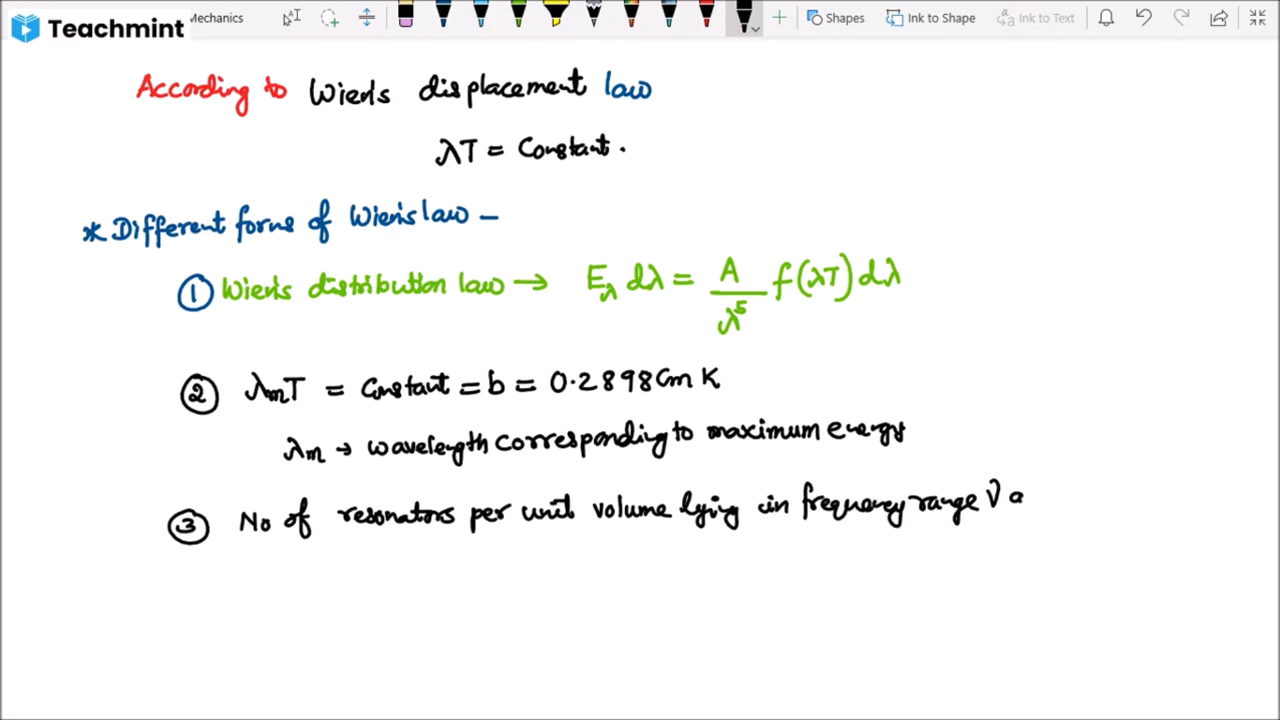 Teachmint
Mechanics
Shapes
Ink to Shape
Ink to Text
According to Wien's displacement law
λT = Constant.
* Different forms of Wien's law –
① Wien's distribution law → E_λ dλ = A/λ⁵ f(λT) dλ
② λmT = Constant = b = 0.2898 Cm K
λm → wavelength corresponding to maximum energy
③ No of resonators per unit volume lying in frequency range ν a